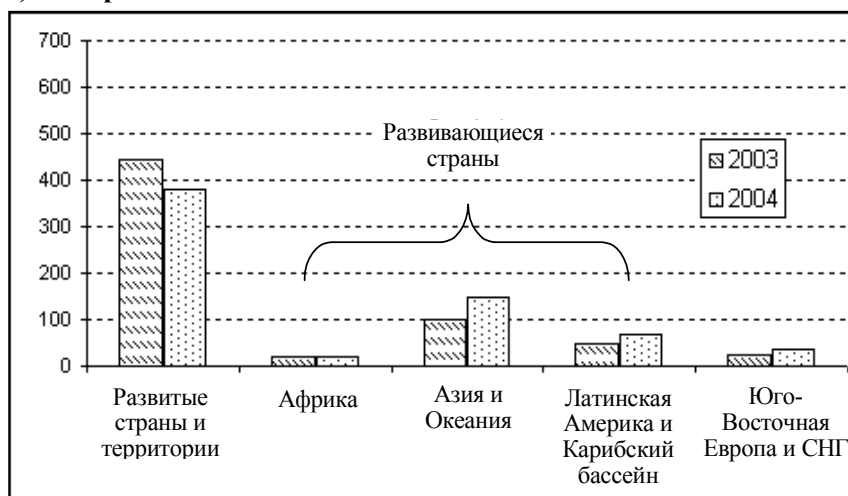 700
600
500
400
300
200
100
0
Развивающиеся
страны
2003
2004
Развитые
страны и
территории
Африка
Азия и
Океания
Латинская
Америка и
Карибский
бассейн
Юго-
Восточная
Европа и СНГ